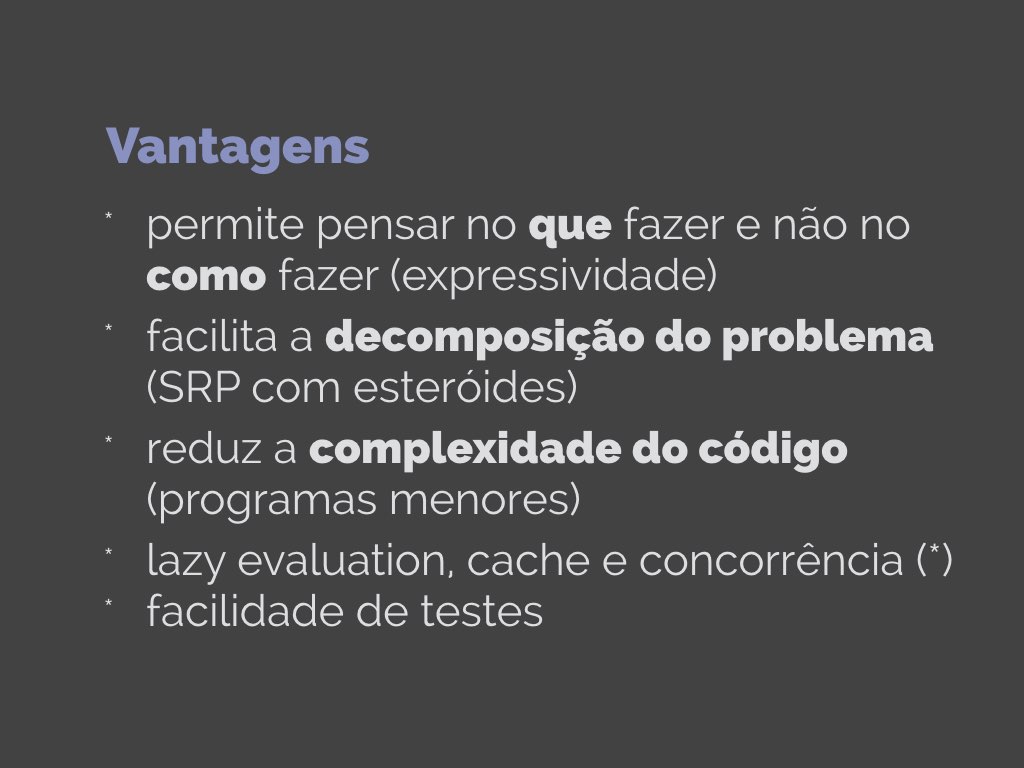 Vantagens
* permite pensar no que fazer e não no
como fazer (expressividade)
* facilita a decomposição do problema
(SRP com esteróides)
* reduz a complexidade do código
(programas menores)
* lazy evaluation, cache e concorrência (*)
* facilidade de testes